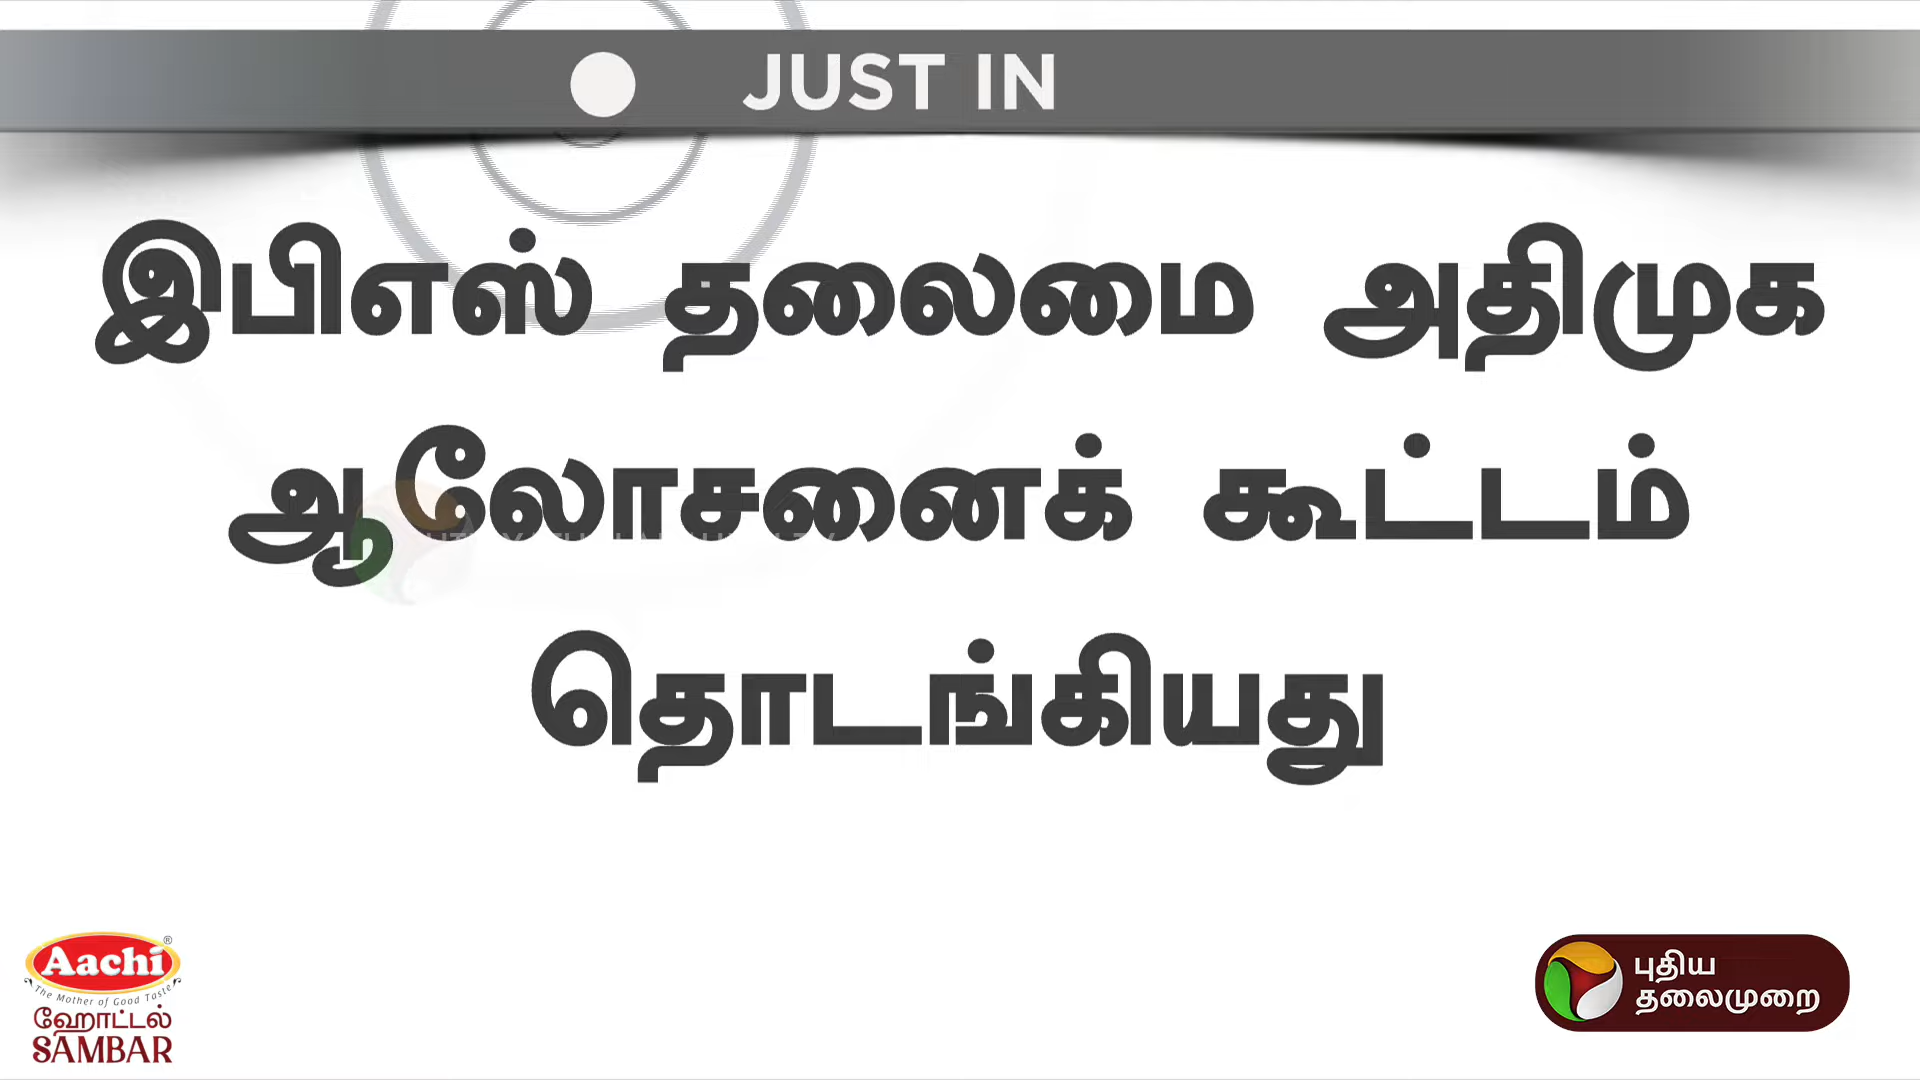 JUST IN
இபிஎஸ் தலைமை அதிமுக
ஆலோசனைக் கூட்டம்
தொடங்கியது
Aachi
The Mother of Good Taste
ஹோட்டல்
SAMBAR
புதிய
தலைமுறை